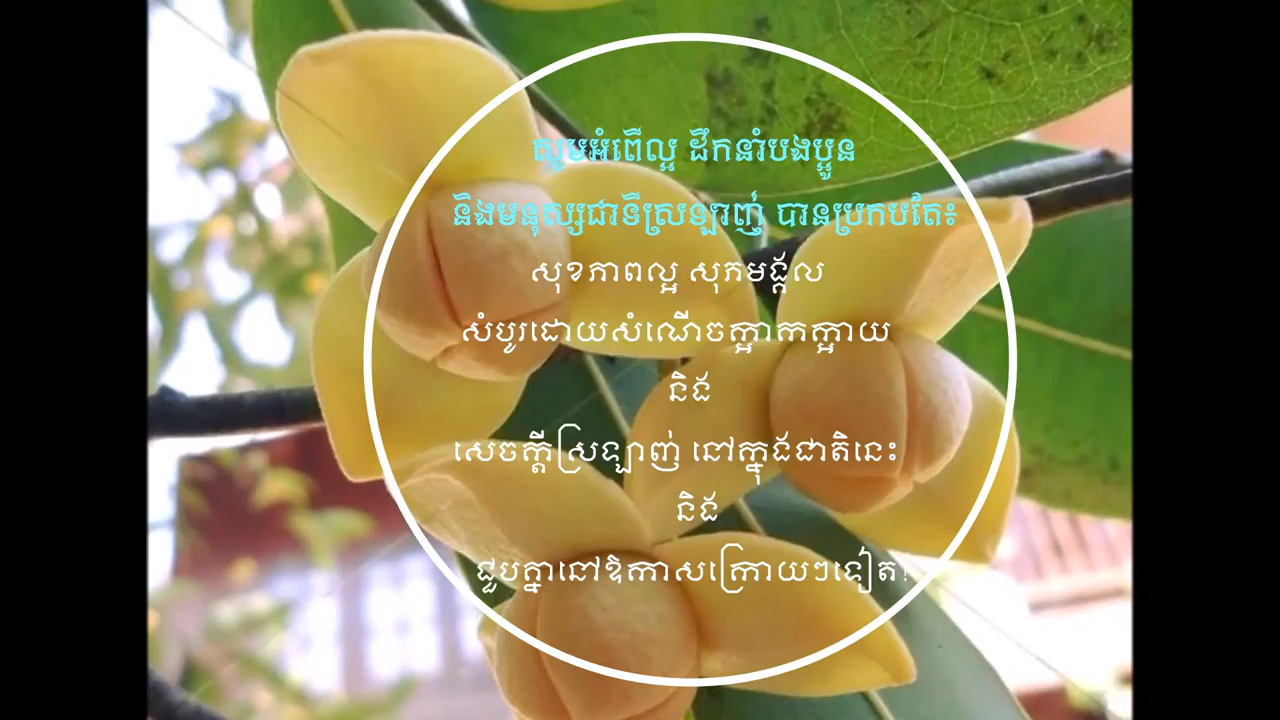 សូមអំពើល្អ ដឹកនាំបងប្អូន
និងមនុស្សជាទីស្រឡាញ់ បានប្រកបតែ៖
សុខភាពល្អ សុភមង្គល
សំបូរដោយសំណើចក្អាកក្អាយ
និង
សេចក្តីស្រឡាញ់ នៅក្នុងជាតិនេះ
និង
ជួបគ្នានៅឱកាសក្រោយៗទៀត!